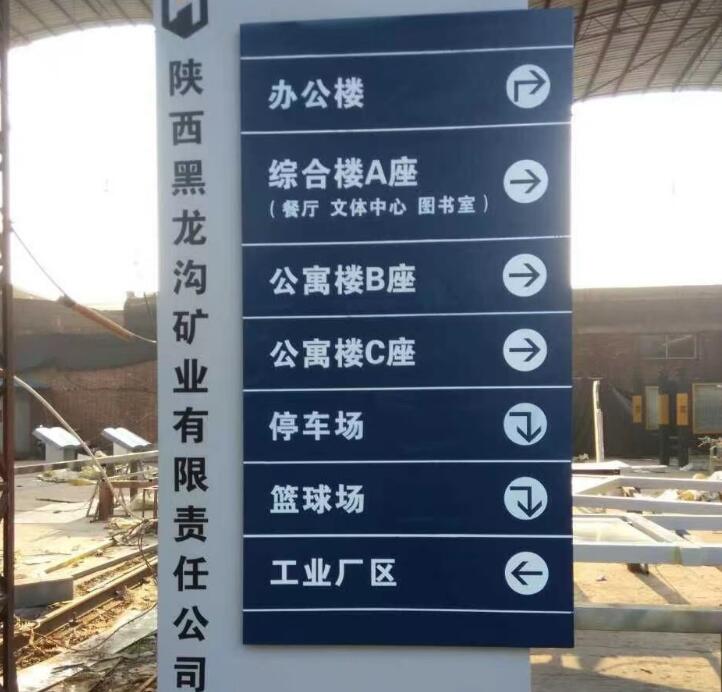 陕西黑龙沟矿业有限责任公司
办公楼
综合楼A座
（餐厅 文体中心 图书室）
公寓楼B座
公寓楼C座
停车场
篮球场
工业厂区